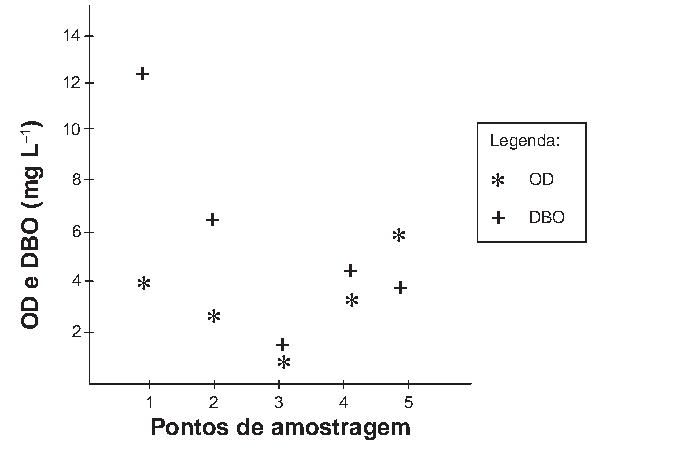 14
12
10
8
6
4
2
OD e DBO (mg L⁻¹)
1 2 3 4 5
Pontos de amostragem
Legenda:
* OD
+ DBO